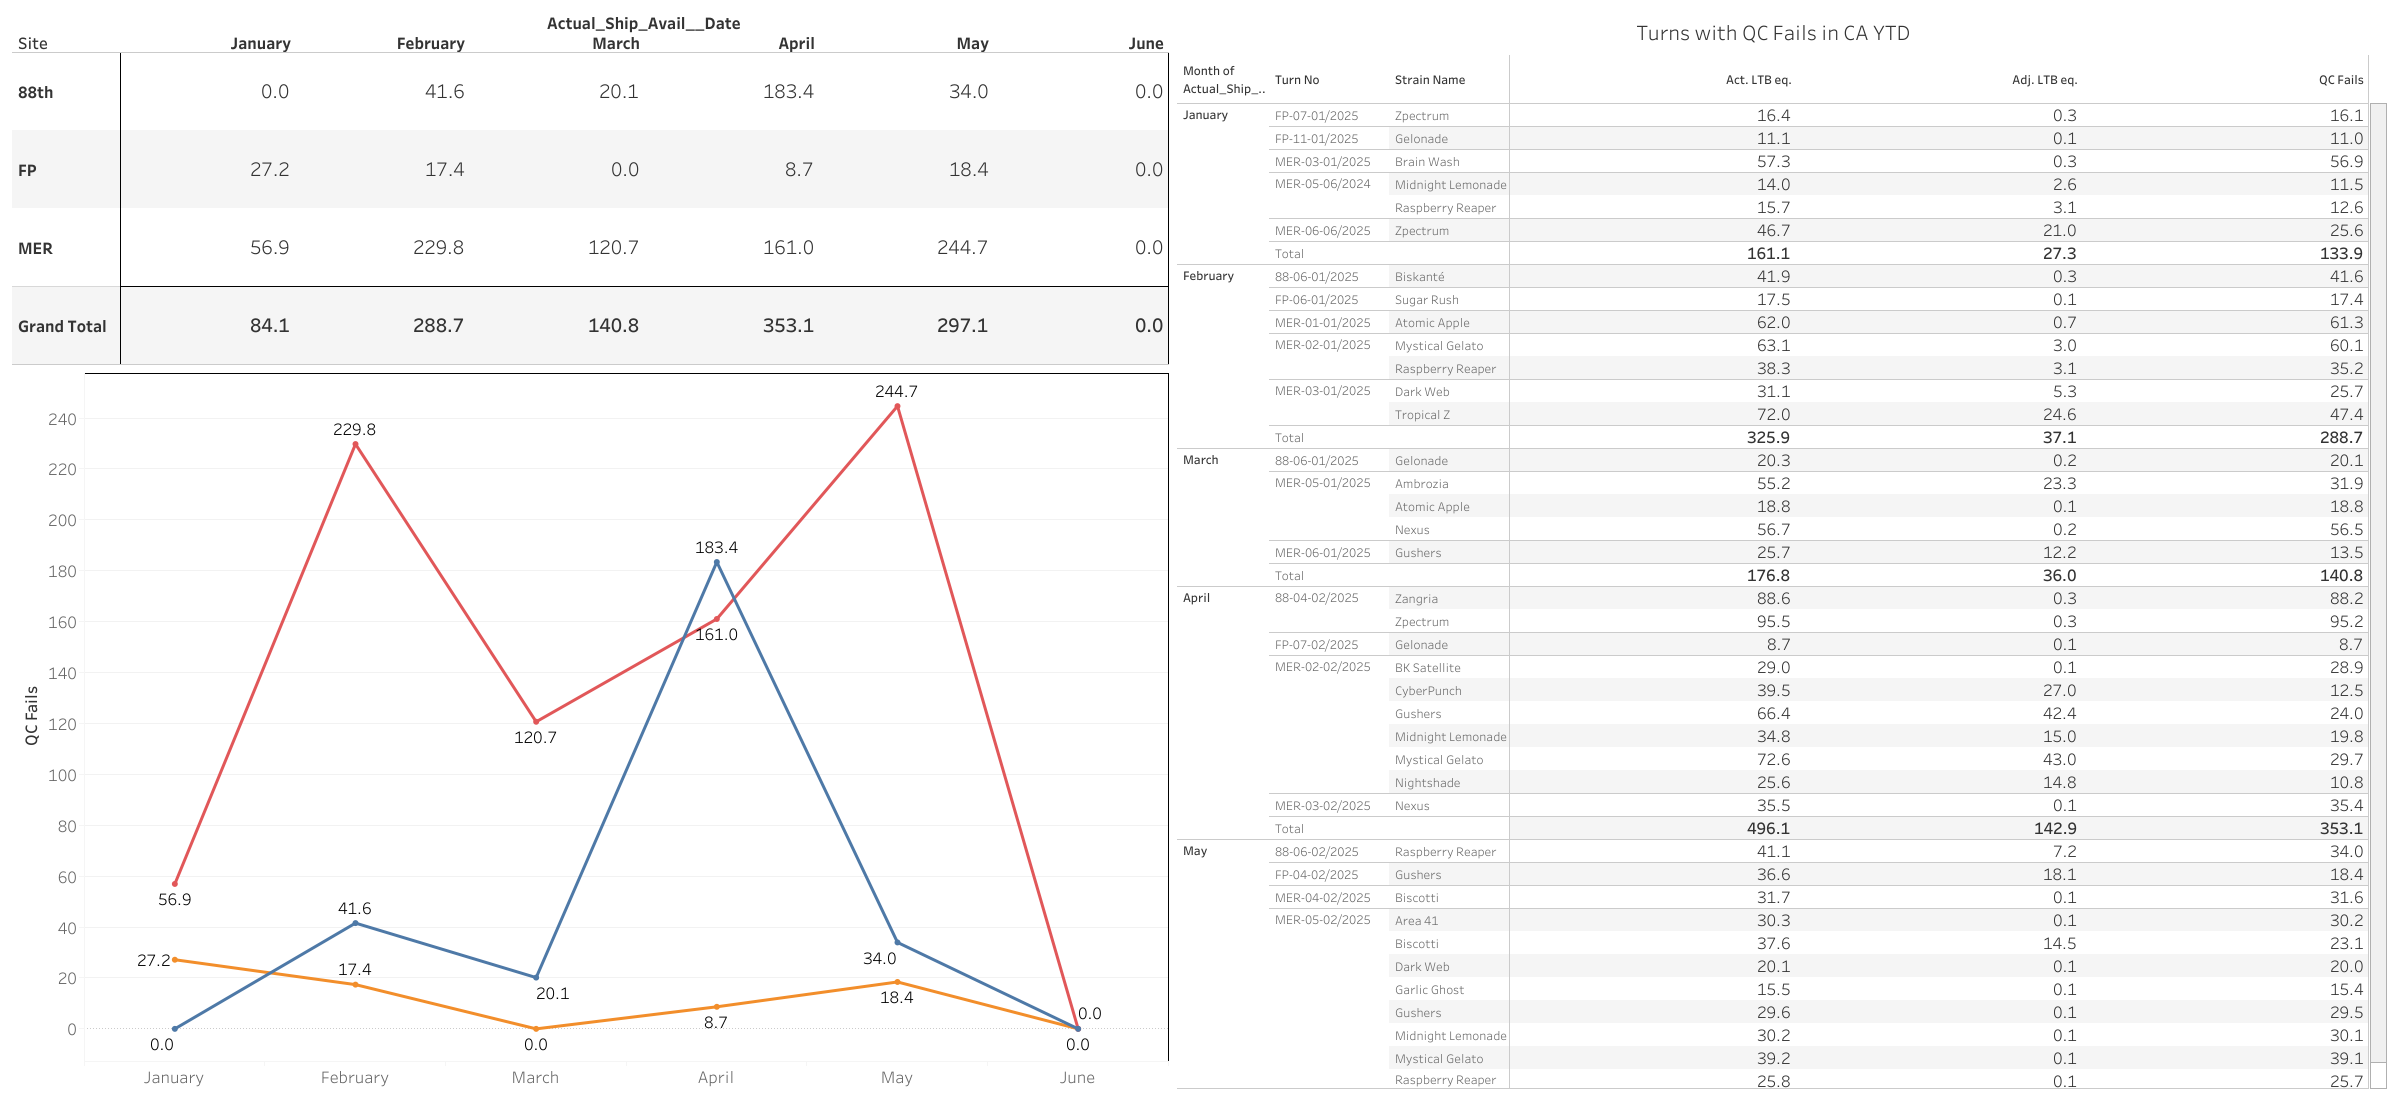 Actual_Ship_Avail__Date
Site January February March April May June
88th 0.0 41.6 20.1 183.4 34.0 0.0
FP 27.2 17.4 0.0 8.7 18.4 0.0
MER 56.9 229.8 120.7 161.0 244.7 0.0
Grand Total 84.1 288.7 140.8 353.1 297.1 0.0
QC Fails
240
220
200
180
160
140
120
100
80
60
40
20
0
244.7
229.8
183.4
161.0
120.7
56.9
41.6
27.2
17.4
34.0
20.1
18.4
8.7
0.0
0.0
0.0
0.0
January February March April May June
Turns with QC Fails in CA YTD
Month of
Actual_Ship_.. Turn No Strain Name Act. LTB eq. Adj. LTB eq. QC Fails
January FP-07-01/2025 Zpectrum 16.4 0.3 16.1
FP-11-01/2025 Gelonade 11.1 0.1 11.0
MER-03-01/2025 Brain Wash 57.3 0.3 56.9
MER-05-06/2024 Midnight Lemonade 14.0 2.6 11.5
Raspberry Reaper 15.7 3.1 12.6
MER-06-06/2025 Zpectrum 46.7 21.0 25.6
Total 161.1 27.3 133.9
February 88-06-01/2025 Biskanté 41.9 0.3 41.6
FP-06-01/2025 Sugar Rush 17.5 0.1 17.4
MER-01-01/2025 Atomic Apple 62.0 0.7 61.3
MER-02-01/2025 Mystical Gelato 63.1 3.0 60.1
Raspberry Reaper 38.3 3.1 35.2
MER-03-01/2025 Dark Web 31.1 5.3 25.7
Tropical Z 72.0 24.6 47.4
Total 325.9 37.1 288.7
March 88-06-01/2025 Gelonade 20.3 0.2 20.1
MER-05-01/2025 Ambrozia 55.2 23.3 31.9
Atomic Apple 18.8 0.1 18.8
Nexus 56.7 0.2 56.5
MER-06-01/2025 Gushers 25.7 12.2 13.5
Total 176.8 36.0 140.8
April 88-04-02/2025 Zangria 88.6 0.3 88.2
Zpectrum 95.5 0.3 95.2
FP-07-02/2025 Gelonade 8.7 0.1 8.7
MER-02-02/2025 BK Satellite 29.0 0.1 28.9
CyberPunch 39.5 27.0 12.5
Gushers 66.4 42.4 24.0
Midnight Lemonade 34.8 15.0 19.8
Mystical Gelato 72.6 43.0 29.7
Nightshade 25.6 14.8 10.8
MER-03-02/2025 Nexus 35.5 0.1 35.4
Total 496.1 142.9 353.1
May 88-06-02/2025 Raspberry Reaper 41.1 7.2 34.0
FP-04-02/2025 Gushers 36.6 18.1 18.4
MER-04-02/2025 Biscotti 31.7 0.1 31.6
MER-05-02/2025 Area 41 30.3 0.1 30.2
Biscotti 37.6 14.5 23.1
Dark Web 20.1 0.1 20.0
Garlic Ghost 15.5 0.1 15.4
Gushers 29.6 0.1 29.5
Midnight Lemonade 30.2 0.1 30.1
Mystical Gelato 39.2 0.1 39.1
Raspberry Reaper 25.8 0.1 25.7